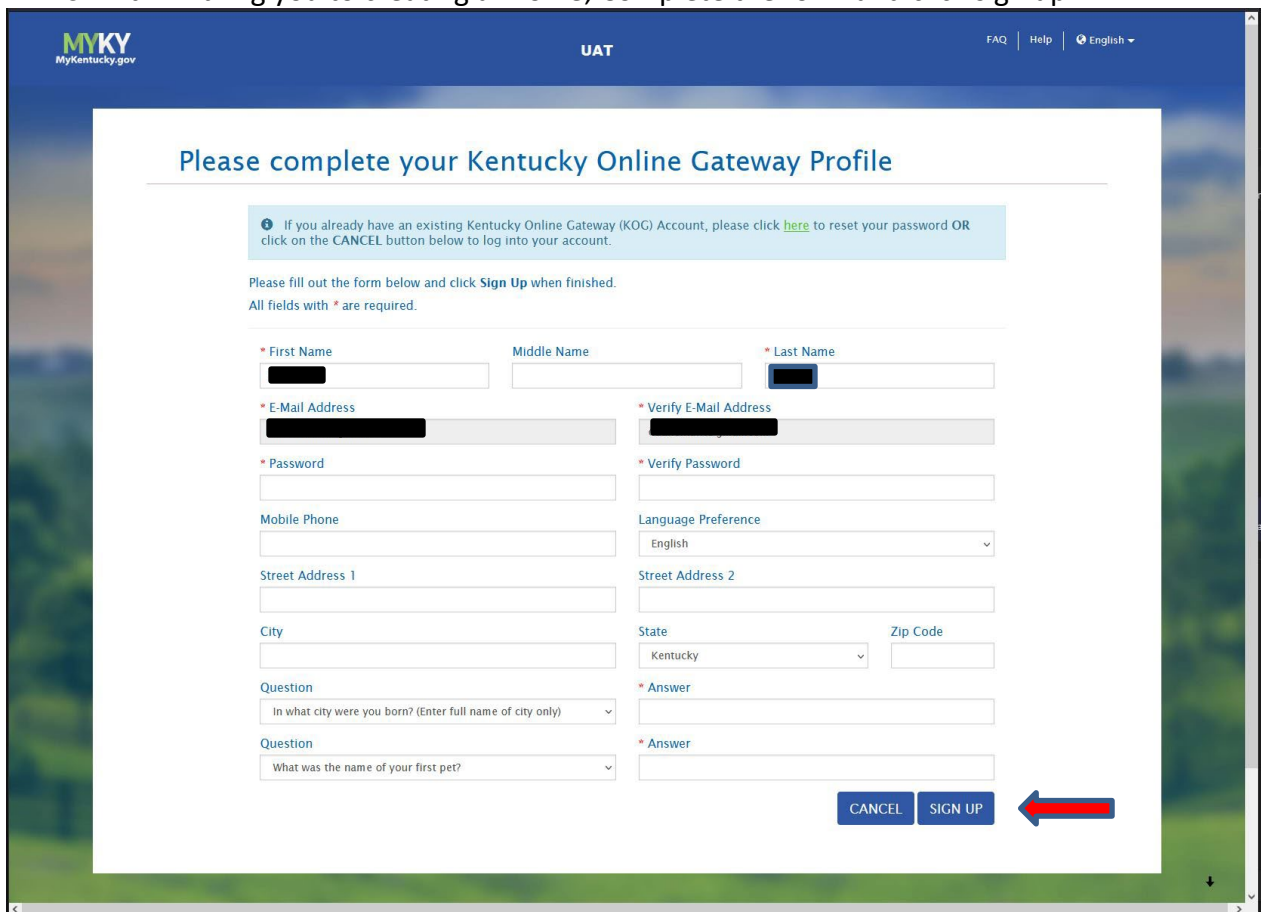 MYKY
MyKentucky.gov
UAT
FAQ | Help | English
Please complete your Kentucky Online Gateway Profile
If you already have an existing Kentucky Online Gateway (KOG) Account, please click here to reset your password OR
click on the CANCEL button below to log into your account.
Please fill out the form below and click Sign Up when finished.
All fields with * are required.
* First Name Middle Name * Last Name
* E-Mail Address * Verify E-Mail Address
* Password * Verify Password
Mobile Phone Language Preference
English
Street Address 1 Street Address 2
City State Zip Code
Kentucky
Question * Answer
In what city were you born? (Enter full name of city only)
Question * Answer
What was the name of your first pet?
CANCEL SIGN UP